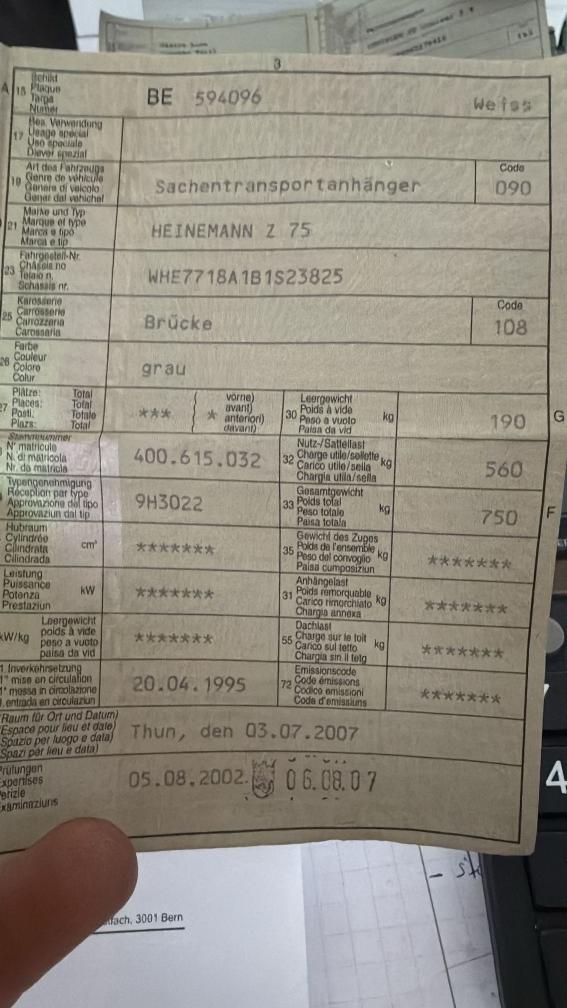 3
A 15 Schild
Plaque
Targa
Numer
BE 594096 Weiss
17 Bes. Verwendung
Usage spécial
Uso speciale
Diever spezial
19 Art des Fahrzeugs
Genre de véhicule
Genere di veicolo
Gener dal vehichel
Sachentransportanhänger
Code
090
21 Marke und Typ
Marque et type
Marca e tipo
Marca e tip
HEINEMANN Z 75
23 Fahrgestell-Nr.
Châssis no
Telaio n.
Schassis nr.
WHE7718A1B1S23825
25 Karosserie
Carrosserie
Carrozzeria
Carossaria
Brücke
Code
108
26 Farbe
Couleur
Colore
Colur
grau
27 Plätze: Total
Places: Total
Posti: Totale
Plazs: Total
*** ( * vorne)
avant)
anteriori)
davant)
30 Leergewicht
Poids à vide
Peso a vuoto
Paisa da vid
kg
190 G
Stammnummer
N° matricule
N. di matricola
Nr. da matricla
400.615.032
32 Nutz-/Sattellast
Charge utile/sellette
Carico utile/sella
Chargia utila/sella
kg
560
Typengenehmigung
Réception par type
Approvazione del tipo
Approvaziun dal tip
9H3022
33 Gesamtgewicht
Poids total
Peso totale
Paisa totala
kg
750 F
Hubraum
Cylindrée
Cilindrata
Cilindrada
cm³
*******
35 Gewicht des Zuges
Poids de l'ensemble
Peso del convoglio
Paisa cumposiziun
kg
*******
Leistung
Puissance
Potenza
Prestaziun
kW
*******
31 Anhängelast
Poids remorquable
Carico rimorchiato
Chargia annexa
kg
*******
kW/kg Leergewicht
poids à vide
peso a vuoto
paisa da vid
*******
55 Dachlast
Charge sur le toit
Carico sul tetto
Chargia sin il tetg
kg
*******
1. Inverkehrsetzung
1re mise en circulation
1a messa in circolazione
1. entrada en circulaziun
20.04.1995
72 Emissionscode
Code émissions
Codice emissioni
Code d'emissiuns
*******
(Raum für Ort und Datum)
(Espace pour lieu et date)
(Spazio per luogo e data)
(Spazi per lieu e data)
Thun, den 03.07.2007
Prüfungen
Expertises
Perizie
Examinaziuns
05.08.2002. 06.08.07
4
fach, 3001 Bern